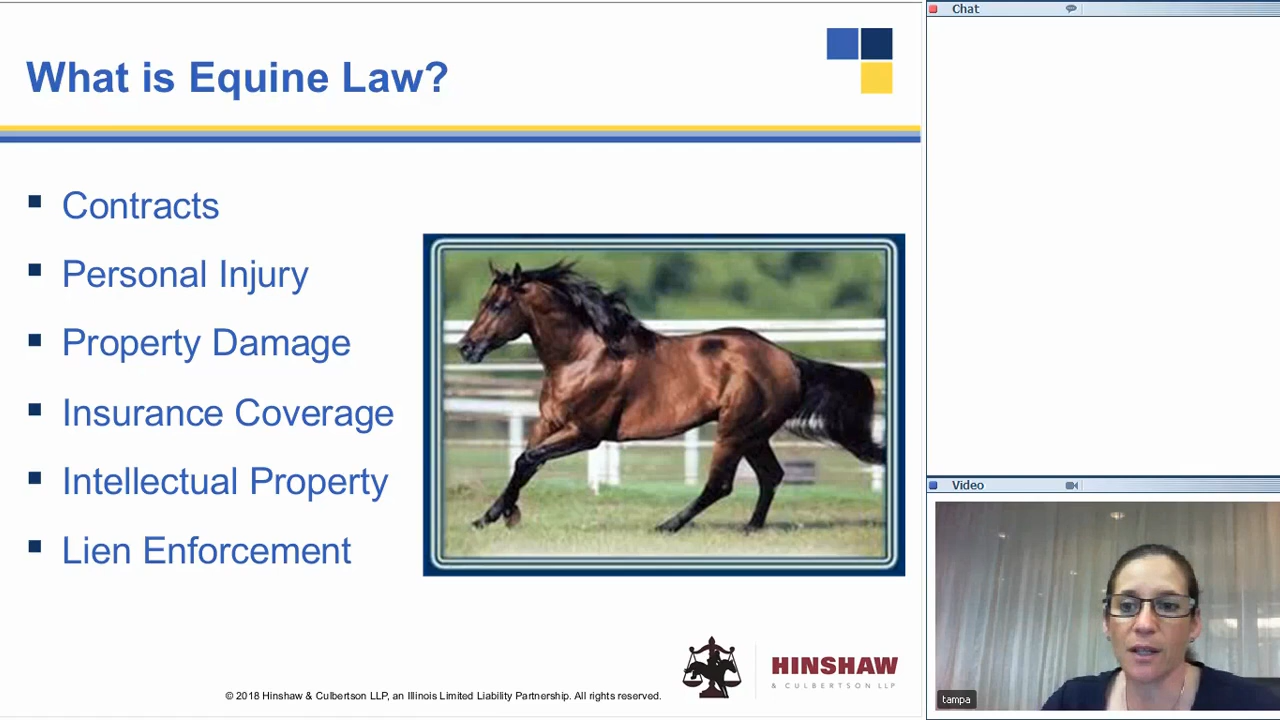 What is Equine Law?
Contracts
Personal Injury
Property Damage
Insurance Coverage
Intellectual Property
Lien Enforcement
© 2018 Hinshaw & Culbertson LLP, an Illinois Limited Liability Partnership. All rights reserved.
HINSHAW
& CULBERTSON LLP
Chat
Video
tampa